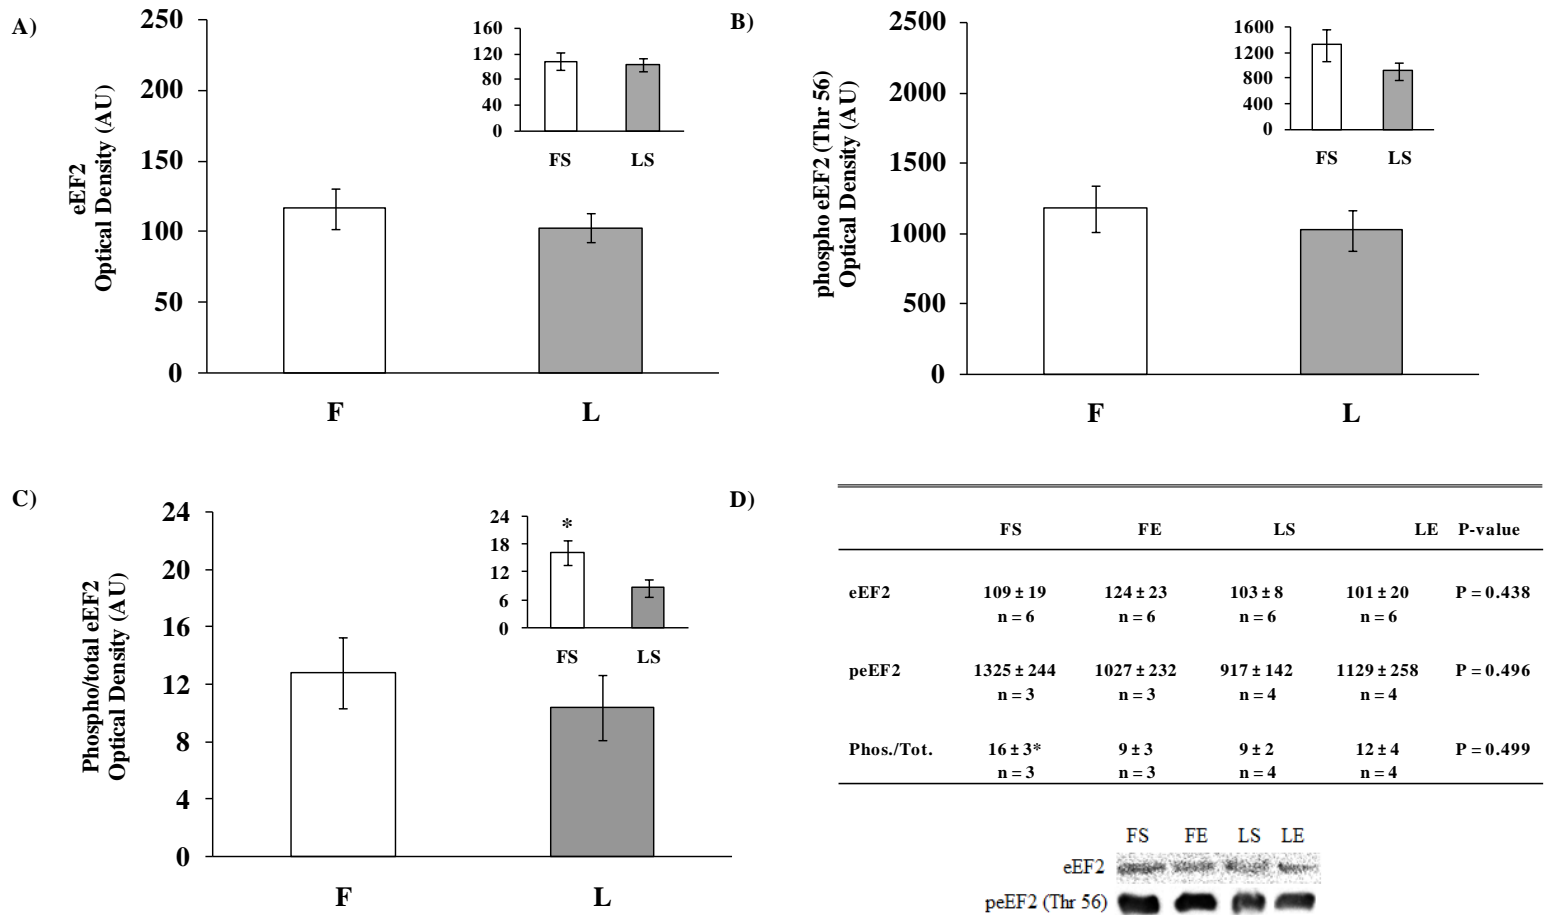 A)
eEF2
Optical Density (AU)
250
200
150
100
50
0
F
L
160
120
80
40
0
FS
LS
B)
phospho eEF2 (Thr 56)
Optical Density (AU)
2500
2000
1500
1000
500
0
F
L
1600
1200
800
400
0
FS
LS
C)
Phospho/total eEF2
Optical Density (AU)
24
20
16
12
8
4
0
F
L
24
18
12
6
0
*
FS
LS
D)
FS FE LS LE P-value
eEF2 109 ± 19 124 ± 23 103 ± 8 101 ± 20 P = 0.438
n = 6 n = 6 n = 6 n = 6
peEF2 1325 ± 244 1027 ± 232 917 ± 142 1129 ± 258 P = 0.496
n = 3 n = 3 n = 4 n = 4
Phos./Tot. 16 ± 3* 9 ± 3 9 ± 2 12 ± 4 P = 0.499
n = 3 n = 3 n = 4 n = 4
FS FE LS LE
eEF2
peEF2 (Thr 56)